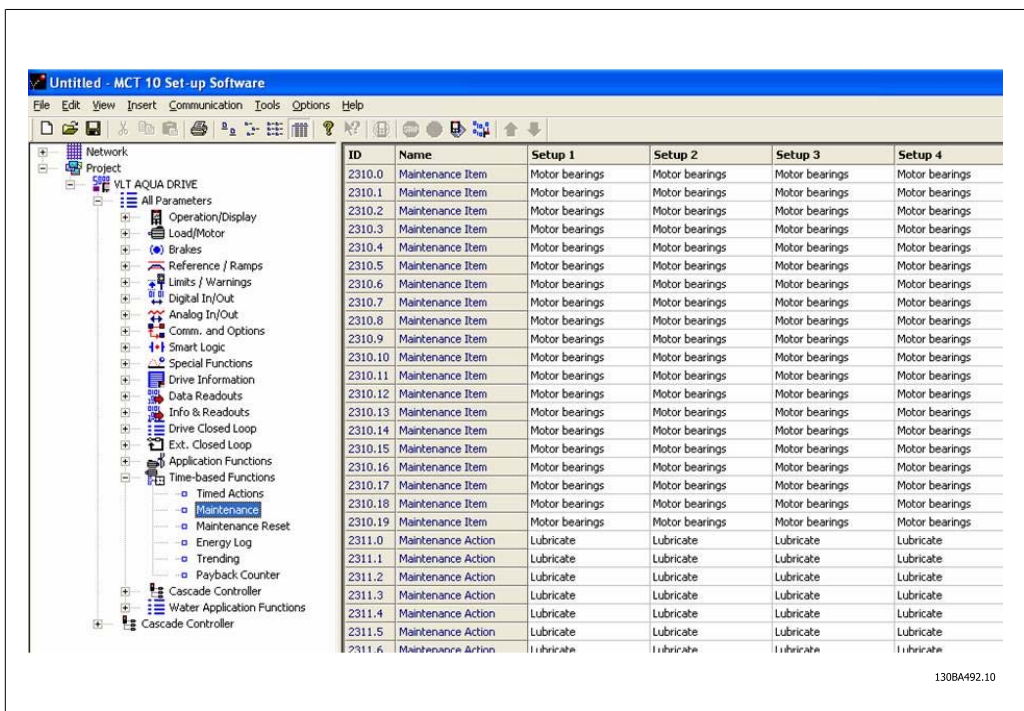 Untitled - MCT 10 Set-up Software
File Edit View Insert Communication Tools Options Help
Network
Project
VLT AQUA DRIVE
All Parameters
Operation/Display
Load/Motor
Brakes
Reference / Ramps
Limits / Warnings
Digital In/Out
Analog In/Out
Comm. and Options
Smart Logic
Special Functions
Drive Information
Data Readouts
Info & Readouts
Drive Closed Loop
Ext. Closed Loop
Application Functions
Time-based Functions
Timed Actions
Maintenance
Maintenance Reset
Energy Log
Trending
Payback Counter
Cascade Controller
Water Application Functions
Cascade Controller
ID Name Setup 1 Setup 2 Setup 3 Setup 4
2310.0 Maintenance Item Motor bearings Motor bearings Motor bearings Motor bearings
2310.1 Maintenance Item Motor bearings Motor bearings Motor bearings Motor bearings
2310.2 Maintenance Item Motor bearings Motor bearings Motor bearings Motor bearings
2310.3 Maintenance Item Motor bearings Motor bearings Motor bearings Motor bearings
2310.4 Maintenance Item Motor bearings Motor bearings Motor bearings Motor bearings
2310.5 Maintenance Item Motor bearings Motor bearings Motor bearings Motor bearings
2310.6 Maintenance Item Motor bearings Motor bearings Motor bearings Motor bearings
2310.7 Maintenance Item Motor bearings Motor bearings Motor bearings Motor bearings
2310.8 Maintenance Item Motor bearings Motor bearings Motor bearings Motor bearings
2310.9 Maintenance Item Motor bearings Motor bearings Motor bearings Motor bearings
2310.10 Maintenance Item Motor bearings Motor bearings Motor bearings Motor bearings
2310.11 Maintenance Item Motor bearings Motor bearings Motor bearings Motor bearings
2310.12 Maintenance Item Motor bearings Motor bearings Motor bearings Motor bearings
2310.13 Maintenance Item Motor bearings Motor bearings Motor bearings Motor bearings
2310.14 Maintenance Item Motor bearings Motor bearings Motor bearings Motor bearings
2310.15 Maintenance Item Motor bearings Motor bearings Motor bearings Motor bearings
2310.16 Maintenance Item Motor bearings Motor bearings Motor bearings Motor bearings
2310.17 Maintenance Item Motor bearings Motor bearings Motor bearings Motor bearings
2310.18 Maintenance Item Motor bearings Motor bearings Motor bearings Motor bearings
2310.19 Maintenance Item Motor bearings Motor bearings Motor bearings Motor bearings
2311.0 Maintenance Action Lubricate Lubricate Lubricate Lubricate
2311.1 Maintenance Action Lubricate Lubricate Lubricate Lubricate
2311.2 Maintenance Action Lubricate Lubricate Lubricate Lubricate
2311.3 Maintenance Action Lubricate Lubricate Lubricate Lubricate
2311.4 Maintenance Action Lubricate Lubricate Lubricate Lubricate
2311.5 Maintenance Action Lubricate Lubricate Lubricate Lubricate
2311.6 Maintenance Action Lubricate Lubricate Lubricate Lubricate
130BA492.10